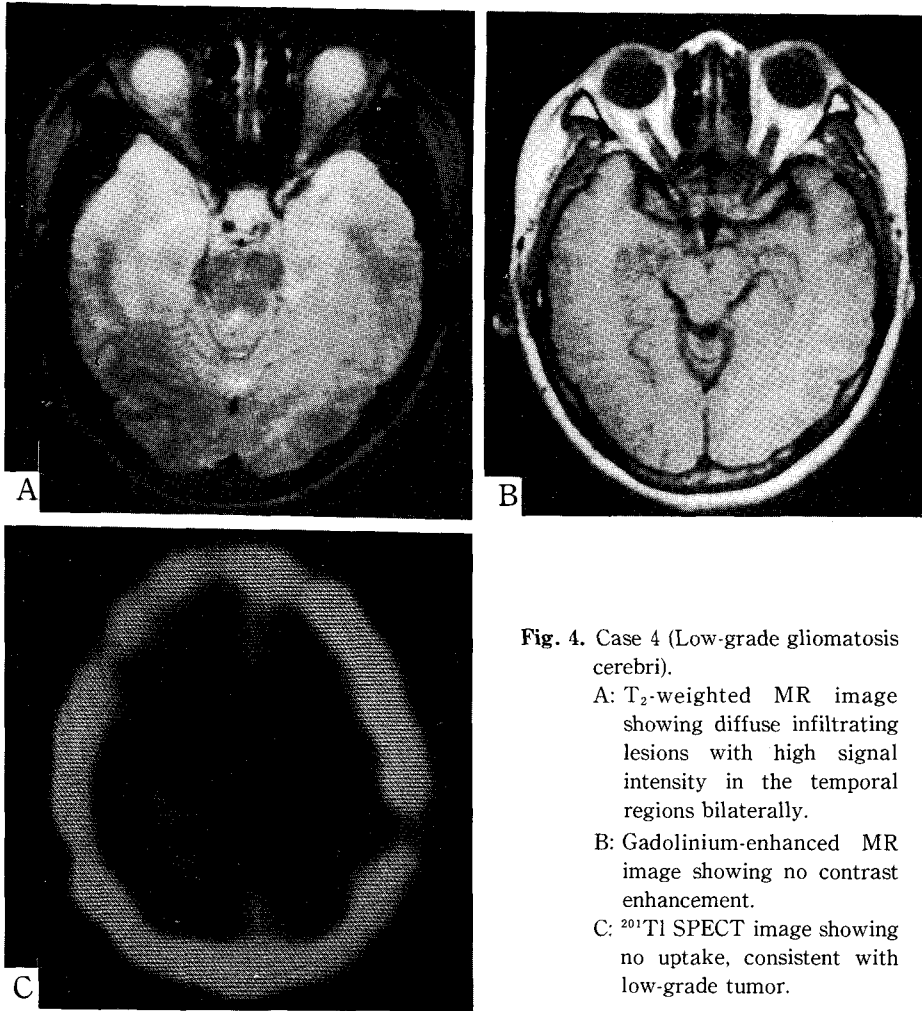 A
B
C
Fig. 4. Case 4 (Low-grade gliomatosis
cerebri).
A: T₂-weighted MR image
showing diffuse infiltrating
lesions with high signal
intensity in the temporal
regions bilaterally.
B: Gadolinium-enhanced MR
image showing no contrast
enhancement.
C: ²⁰¹Tl SPECT image showing
no uptake, consistent with
low-grade tumor.